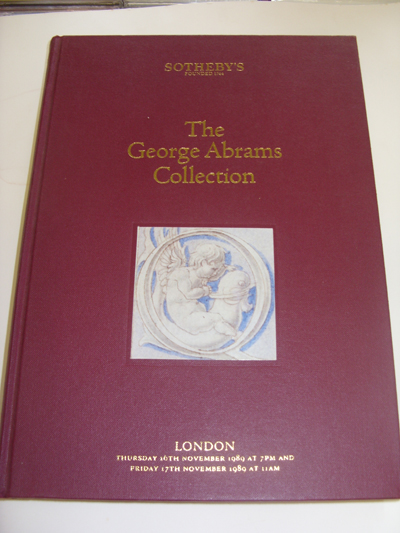 SOTHEBY'S
FOUNDED 1744
The
George Abrams
Collection
LONDON
THURSDAY 16TH NOVEMBER 1989 AT 7PM AND
FRIDAY 17TH NOVEMBER 1989 AT 11AM